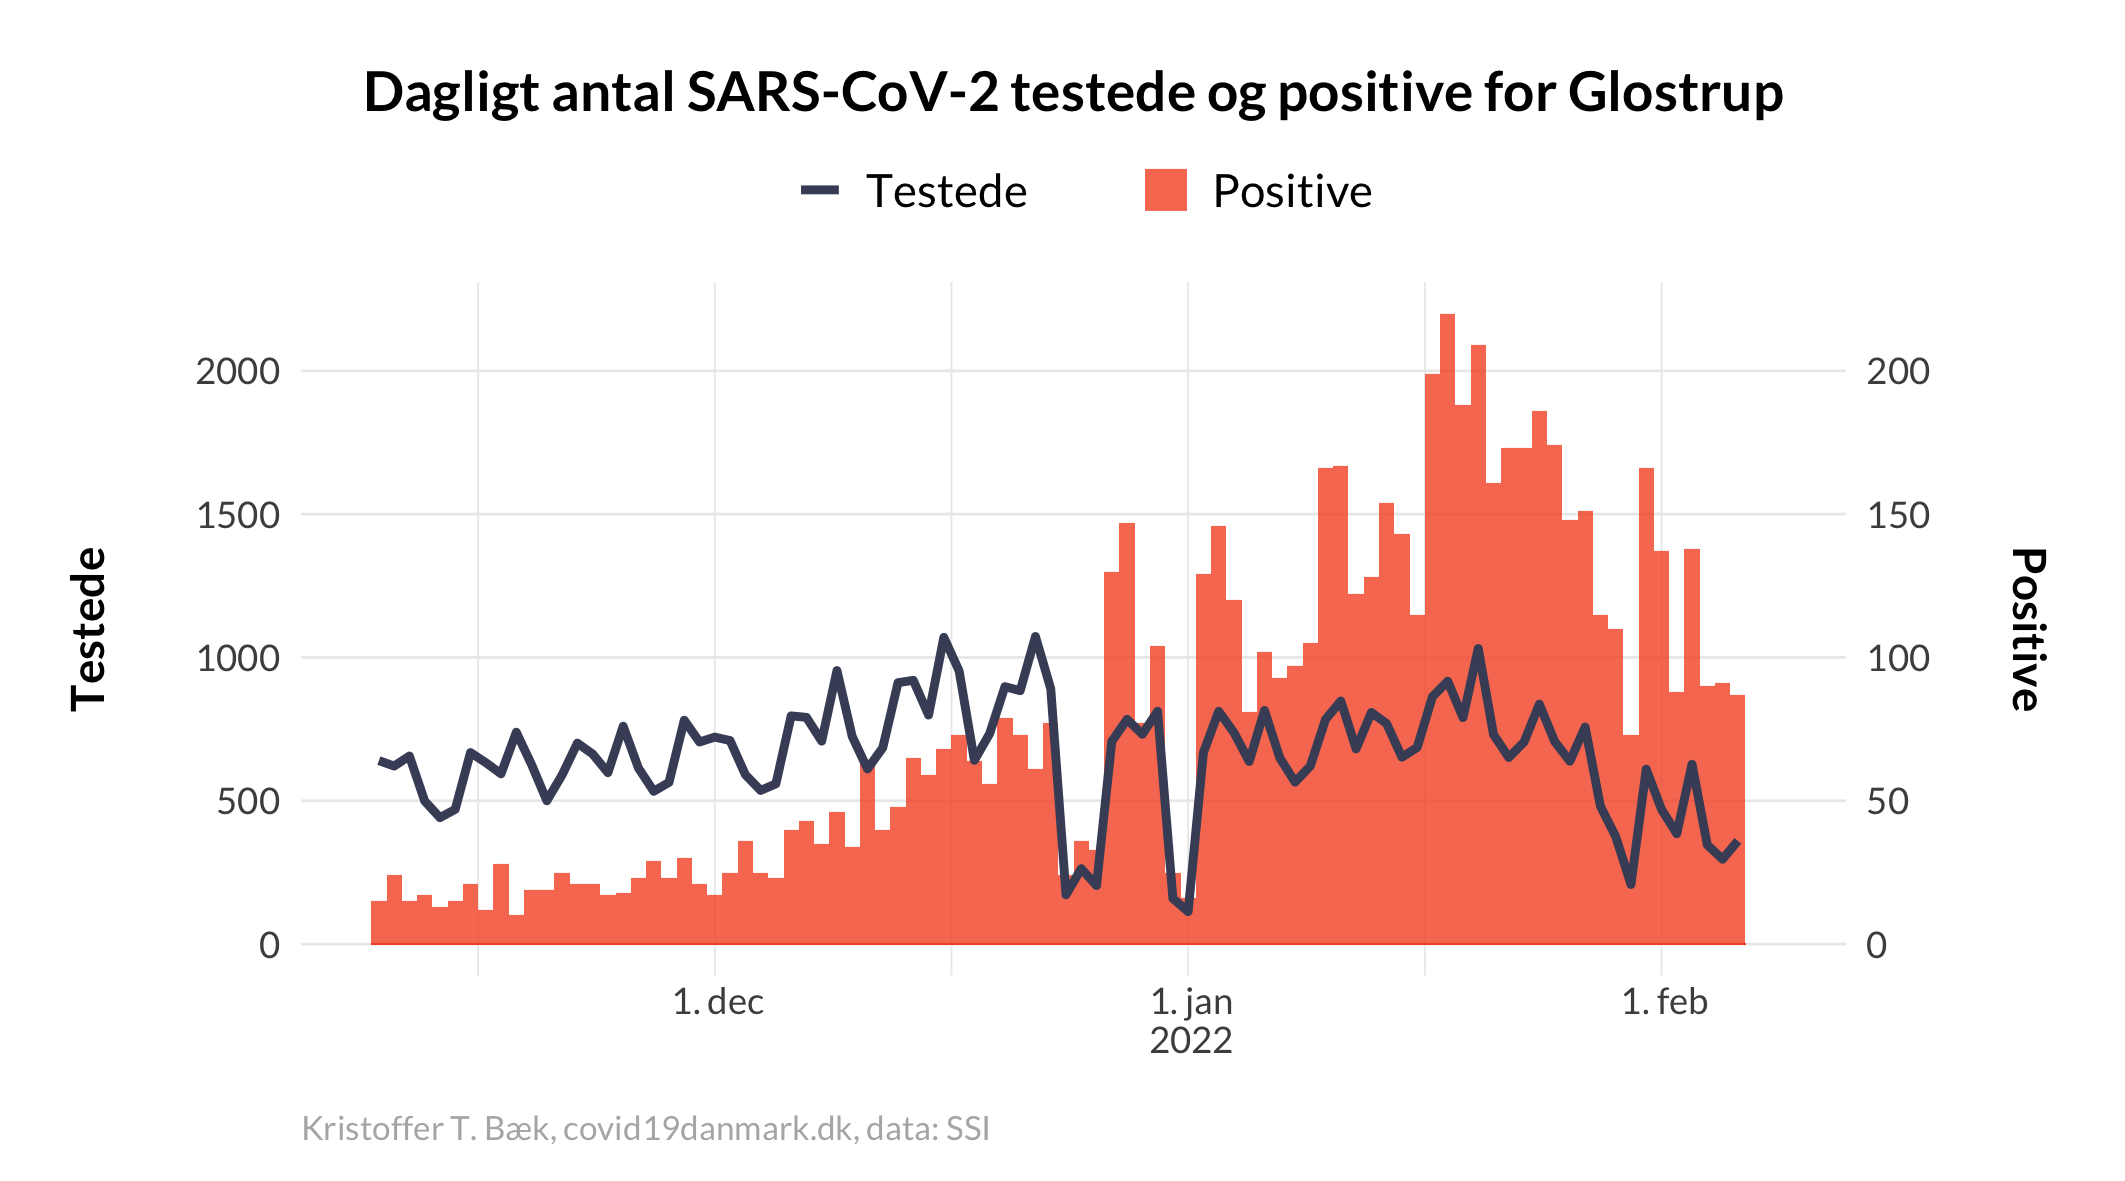 Dagligt antal SARS-CoV-2 testede og positive for Glostrup
Testede
Positive
2000
1500
1000
500
0
Testede
200
150
100
50
0
Positive
1. dec
1. jan
2022
1. feb
Kristoffer T. Bæk, covid19danmark.dk, data: SSI